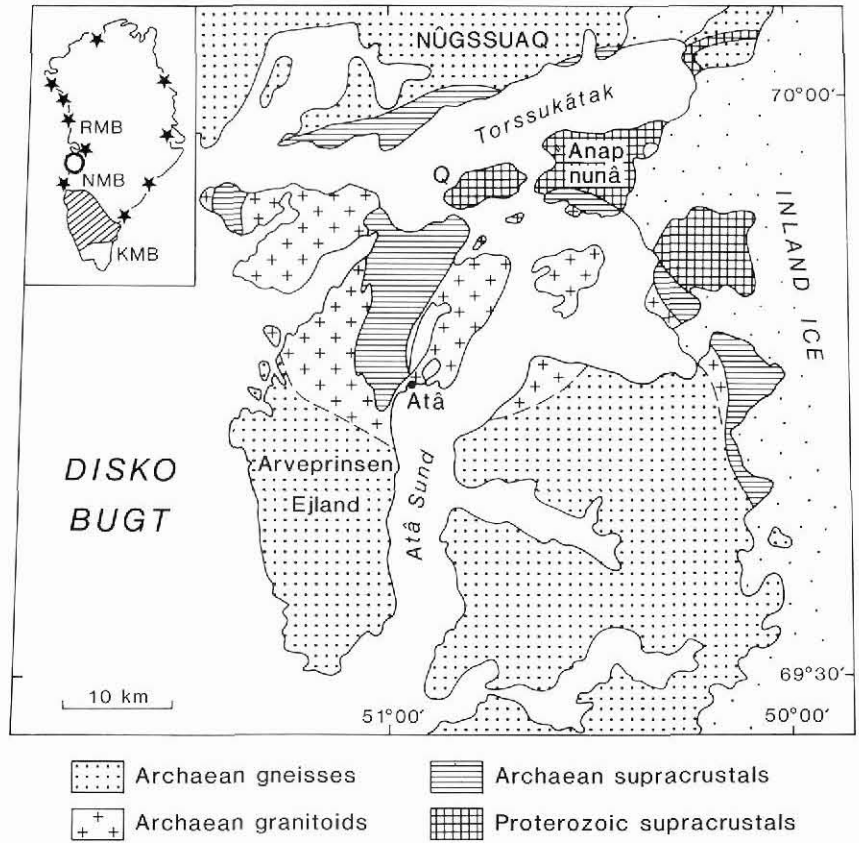 NÛGSSUAQ
70°00′
Torssukátak
RMB
Anap
nunâ
Q
NMB
INLAND ICE
KMB
Atâ
DISKO
BUGT
Arveprinsen
Ejland
Atâ Sund
10 km
69°30′
51°00′
50°00′
Archaean gneisses
Archaean supracrustals
Archaean granitoids
Proterozoic supracrustals